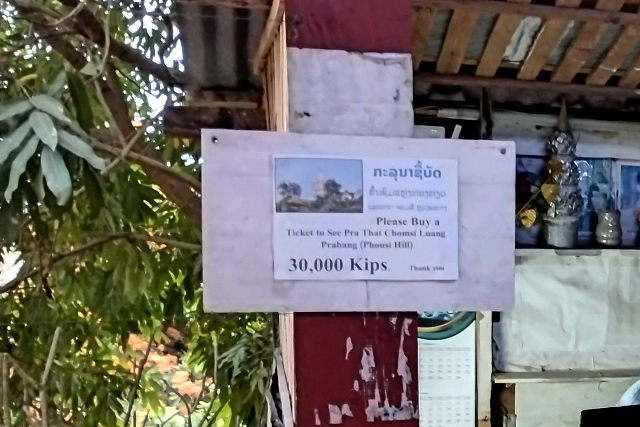 ກະລຸນາຊື້ບັດ
Please Buy a
Ticket to See Pra That Chomsi Luang
Prabang (Phousi Hill)
30,000 Kips. Thank you